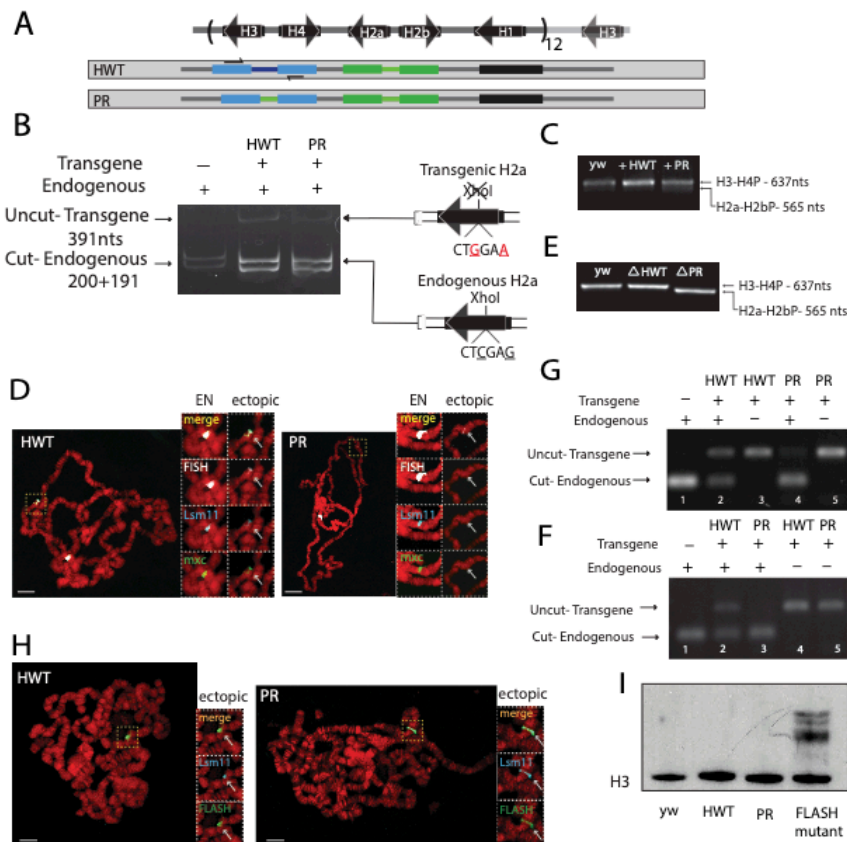 A
H3 H4 H2a H2b H1 12 H3
HWT
PR
B
HWT PR
Transgene — + +
Endogenous + + +
Uncut- Transgene
391nts
Cut- Endogenous
200+191
Transgenic H2a
XhoI
CTGGAA
Endogenous H2a
XhoI
CTCGAG
C
yw + HWT + PR
H3-H4P - 637nts
H2a-H2bP- 565 nts
E
yw △HWT △PR
H3-H4P - 637nts
H2a-H2bP- 565 nts
D
HWT
EN ectopic
merge
FISH
Lsm11
mxc
PR
EN ectopic
merge
FISH
Lsm11
mxc
G
HWT HWT PR PR
Transgene — + + + +
Endogenous + + — + —
Uncut- Transgene
Cut- Endogenous
1 2 3 4 5
F
HWT PR HWT PR
Transgene — + + + +
Endogenous + + + — —
Uncut- Transgene
Cut- Endogenous
1 2 3 4 5
H
HWT
ectopic
merge
Lsm11
FLASH
PR
ectopic
merge
Lsm11
FLASH
I
H3
yw HWT PR FLASH
mutant